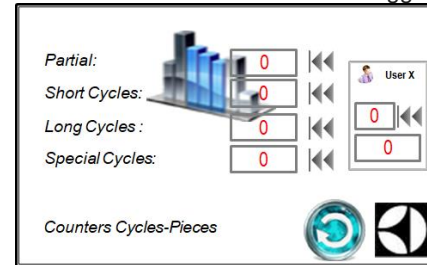 Partial: 0
User X
Short Cycles: 0
Long Cycles : 0
0
Special Cycles: 0
0
Counters Cycles-Pieces